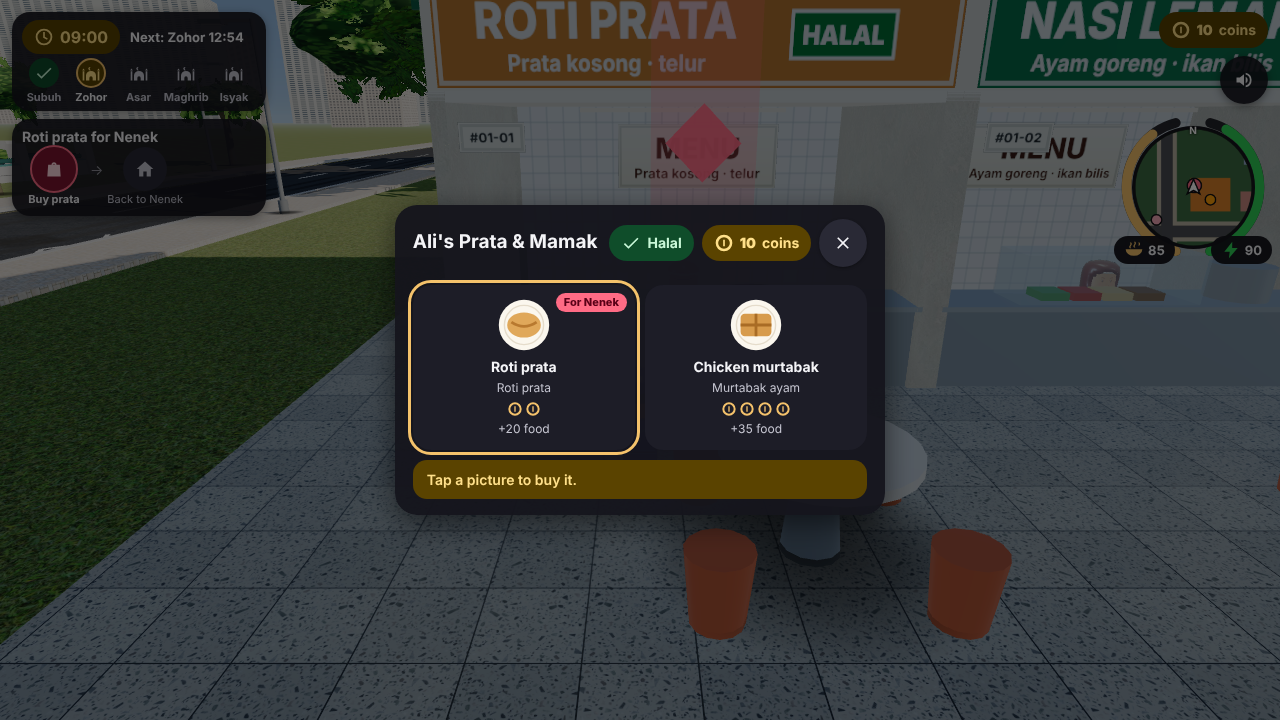 09:00
Next: Zohor 12:54
Subuh
Zohor
Asar
Maghrib
Isyak
Roti prata for Nenek
Buy prata
→
Back to Nenek
ROTI PRATA
HALAL
Prata kosong · telur
#01-01
MENU
Prata kosong · telur
Ayam goreng · ikan bilis
#01-02
MENU
Ayam goreng · ikan bilis
10 coins
N
85
90
Ali's Prata & Mamak
Halal
10 coins
For Nenek
Roti prata
Roti prata
+20 food
Chicken murtabak
Murtabak ayam
+35 food
Tap a picture to buy it.